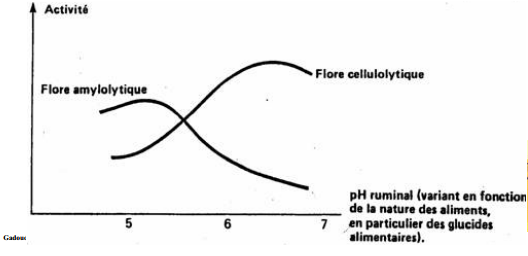 Activité
Flore cellulolytique
Flore amylolytique
pH ruminal (variant en fonction
de la nature des aliments,
en particulier des glucides
alimentaires).
5
6
7